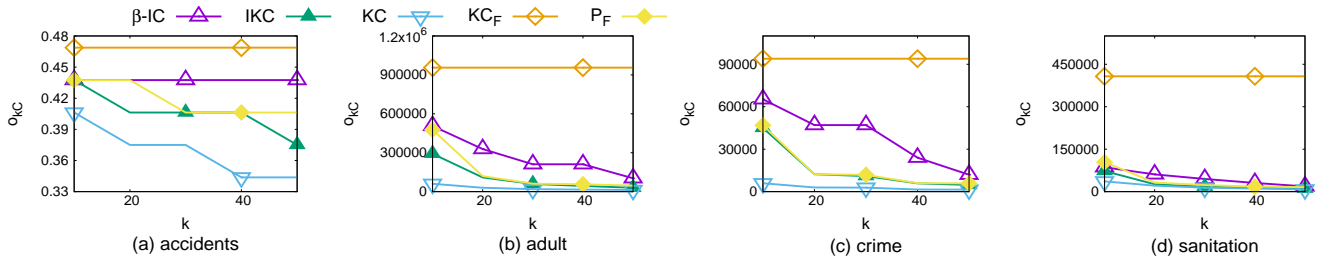 β-IC IKC KC KC_F P_F
0.48
0.45
0.42
0.39
0.36
0.33
o_kC
20 40
k
(a) accidents
1.2x10^6
900000
600000
300000
0
o_kC
20 40
k
(b) adult
90000
60000
30000
0
o_kC
20 40
k
(c) crime
450000
300000
150000
0
o_kC
20 40
k
(d) sanitation